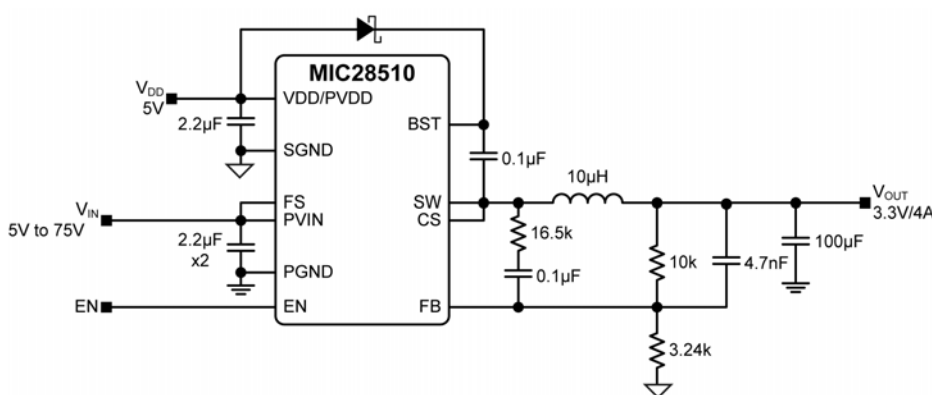 MIC28510
VDD
5V
VDD/PVDD
2.2µF
BST
SGND
0.1µF
10µH
VIN
5V to 75V
FS
PVIN
SW
CS
VOUT
3.3V/4A
2.2µF
x2
16.5k
100µF
10k
4.7nF
PGND
0.1µF
EN
EN
FB
3.24k